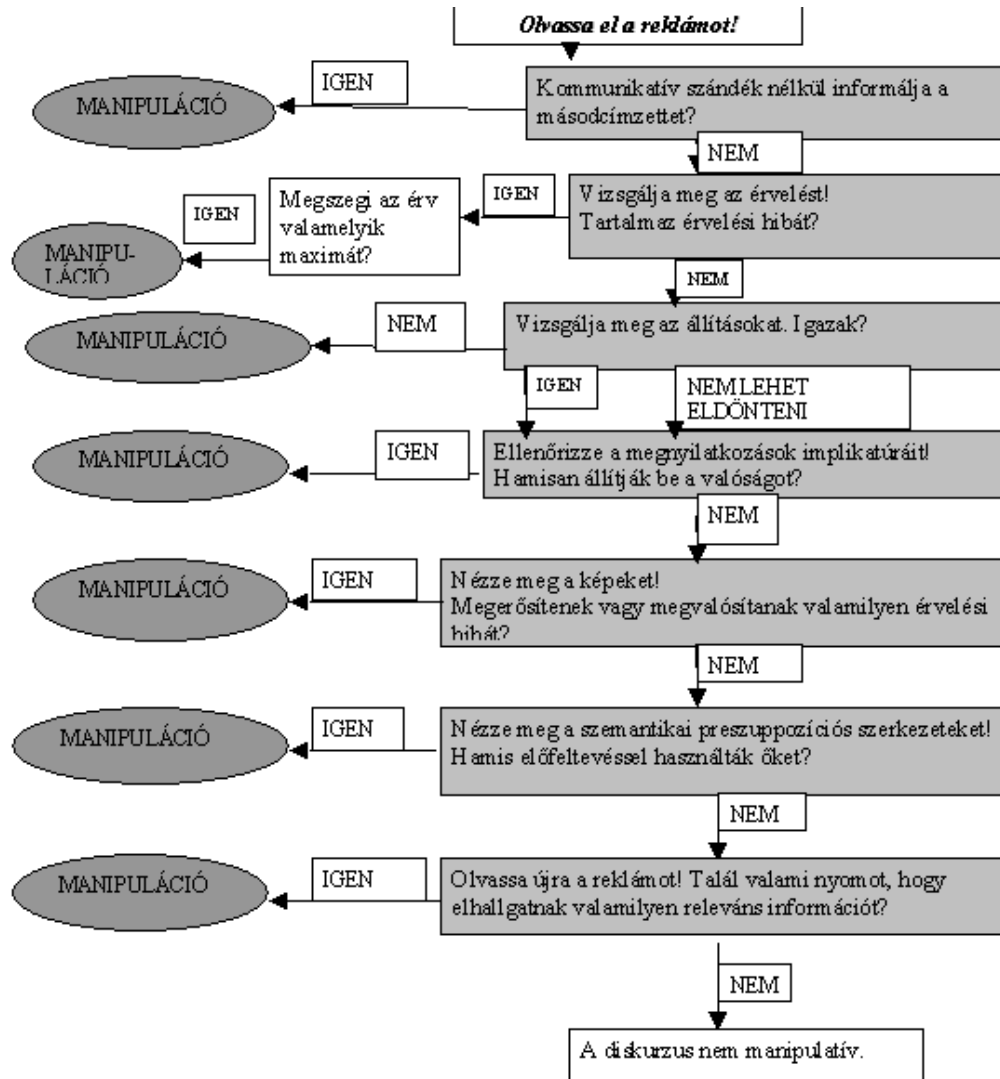 Olvassa el a reklámot!
IGEN
MANIPULÁCIÓ
Kommunikatív szándék nélkül informálja a
másodcímzettet?
NEM
Vizsgálja meg az érvelést!
Tartalmaz érvelési hibát?
IGEN
Megszegi az érv
valamelyik
maximát?
IGEN
MANIPU-
LÁCIÓ
NEM
Vizsgálja meg az állításokat. Igazak?
NEM
MANIPULÁCIÓ
IGEN
NEM LEHET
ELDÖNTENI
Ellenőrizze a megnyilatkozások implikatúráit!
Hamisan állítják be a valóságot?
IGEN
MANIPULÁCIÓ
NEM
Nézze meg a képeket!
Megerősítenek vagy megvalósítanak valamilyen érvelési
hibát?
IGEN
MANIPULÁCIÓ
NEM
Nézze meg a szemantikai preszuppozíciós szerkezeteket!
Hamis előfeltevéssel használták őket?
IGEN
MANIPULÁCIÓ
NEM
Olvassa újra a reklámot! Talál valami nyomot, hogy
elhallgatnak valamilyen releváns információt?
IGEN
MANIPULÁCIÓ
NEM
A diskurzus nem manipulatív.